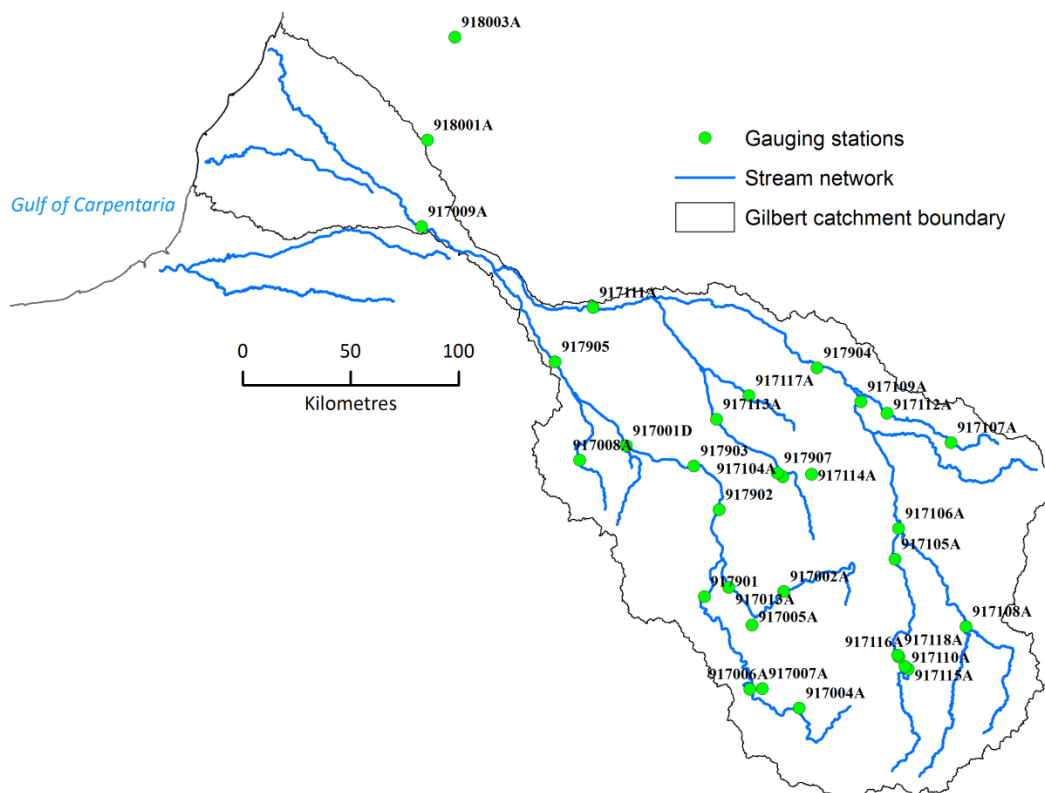 918003A
918001A
Gauging stations
Stream network
Gulf of Carpentaria
917009A
Gilbert catchment boundary
917111A
0 50 100
Kilometres
917905
917904
917117A
917109A
917112A
917113A
917107A
917001D
917008A
917903
917907
917104A
917114A
917902
917106A
917105A
917901
917002A
917013A
917005A
917108A
917116A
917118A
917110A
917115A
917006A
917007A
917004A